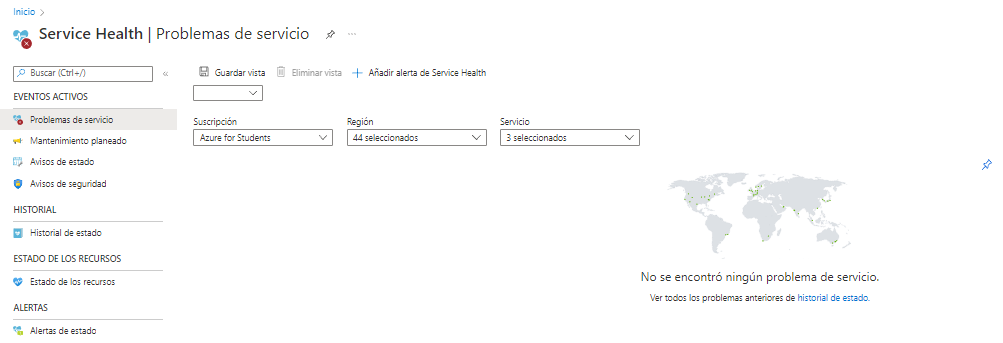 Inicio >
Service Health | Problemas de servicio
Buscar (Ctrl+/)
«
Guardar vista
Eliminar vista
Añadir alerta de Service Health
EVENTOS ACTIVOS
Problemas de servicio
Mantenimiento planeado
Avisos de estado
Avisos de seguridad
HISTORIAL
Historial de estado
ESTADO DE LOS RECURSOS
Estado de los recursos
ALERTAS
Alertas de estado
Suscripción
Azure for Students
Región
44 seleccionados
Servicio
3 seleccionados
No se encontró ningún problema de servicio.
Ver todos los problemas anteriores de historial de estado.